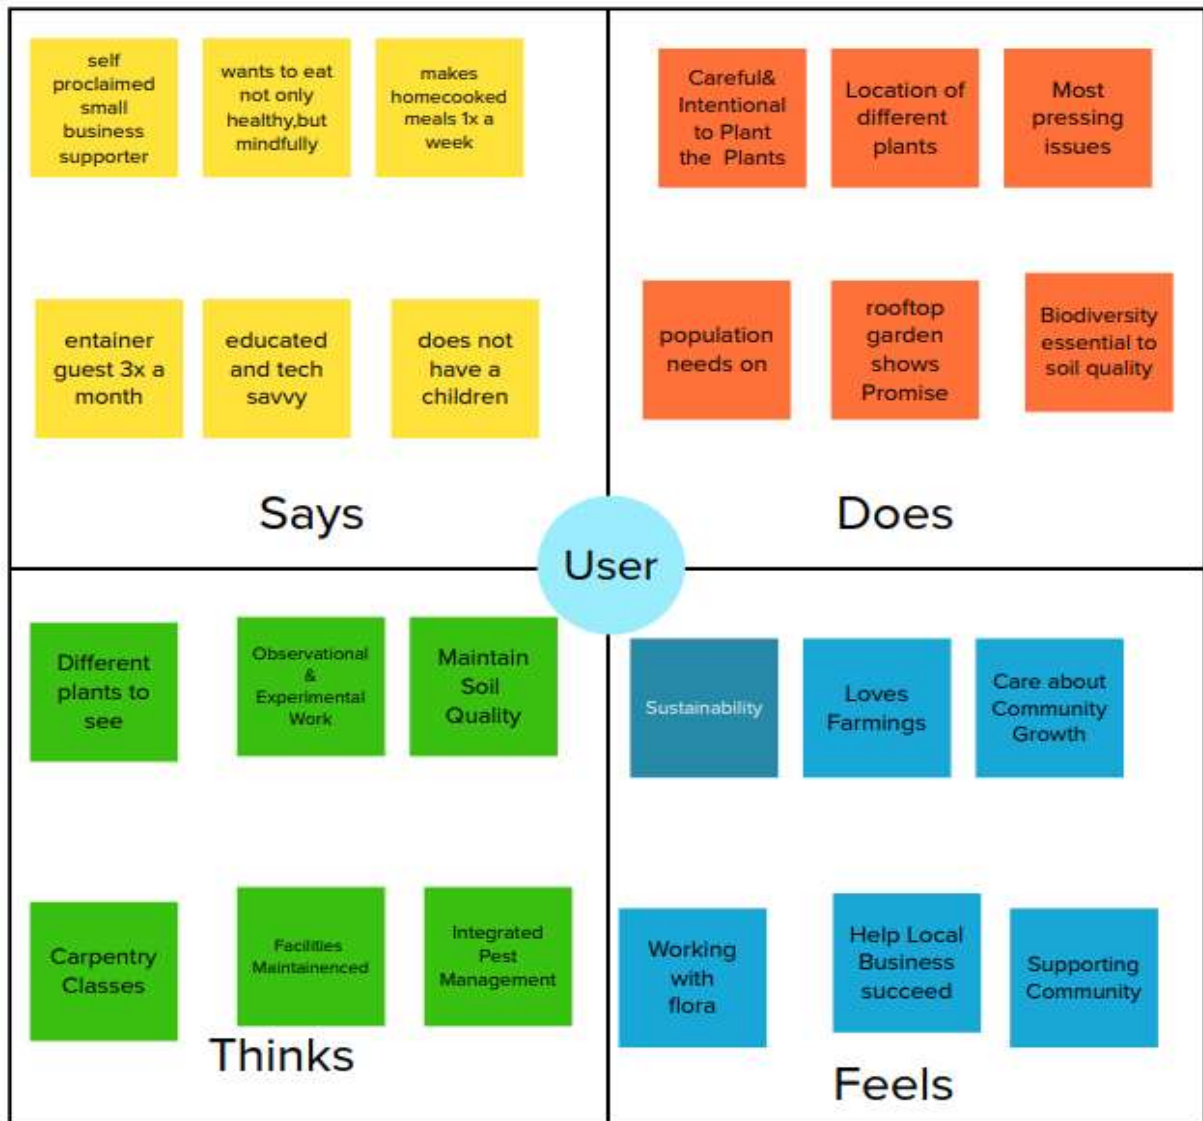 self
proclaimed
small
business
supporter
wants to eat
not only
healthy,but
mindfully
makes
homecooked
meals 1x a
week
entainer
guest 3x a
month
educated
and tech
savvy
does not
have a
children
Says
Careful&
Intentional
to Plant
the Plants
Location of
different
plants
Most
pressing
issues
population
needs on
rooftop
garden
shows
Promise
Biodiversity
essential to
soil quality
Does
User
Different
plants to
see
Observational
&
Experimental
Work
Maintain
Soil
Quality
Carpentry
Classes
Facilities
Maintainenced
Integrated
Pest
Management
Thinks
Sustainability
Loves
Farmings
Care about
Community
Growth
Working
with
flora
Help Local
Business
succeed
Supporting
Community
Feels